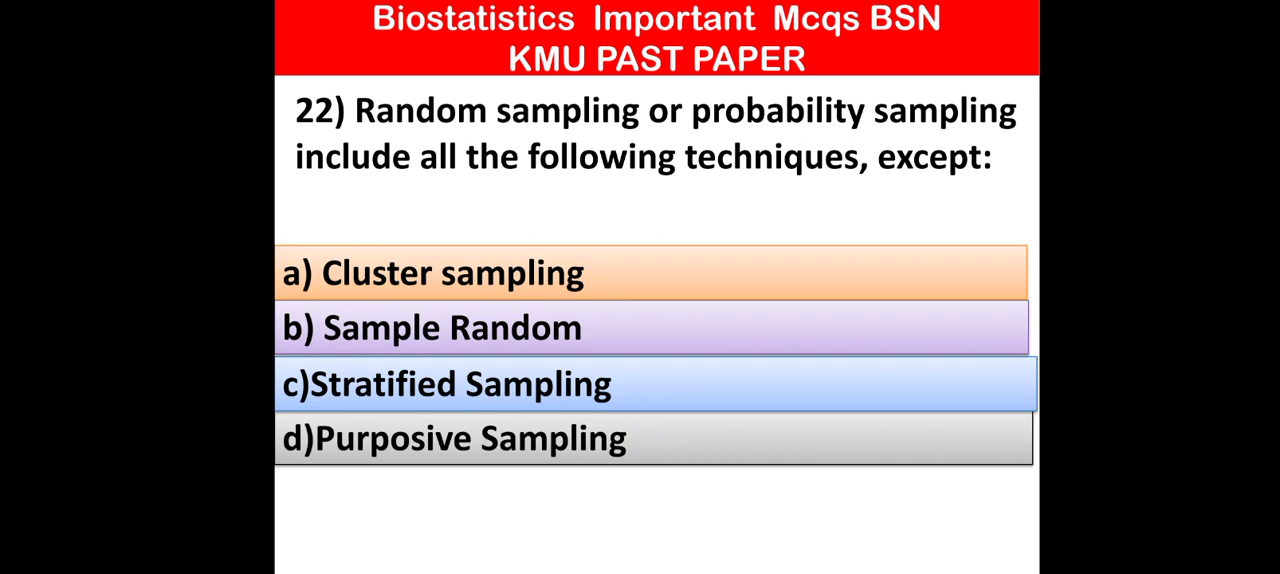 Biostatistics Important Mcqs BSN
KMU PAST PAPER
22) Random sampling or probability sampling
include all the following techniques, except:
a) Cluster sampling
b) Sample Random
c)Stratified Sampling
d)Purposive Sampling